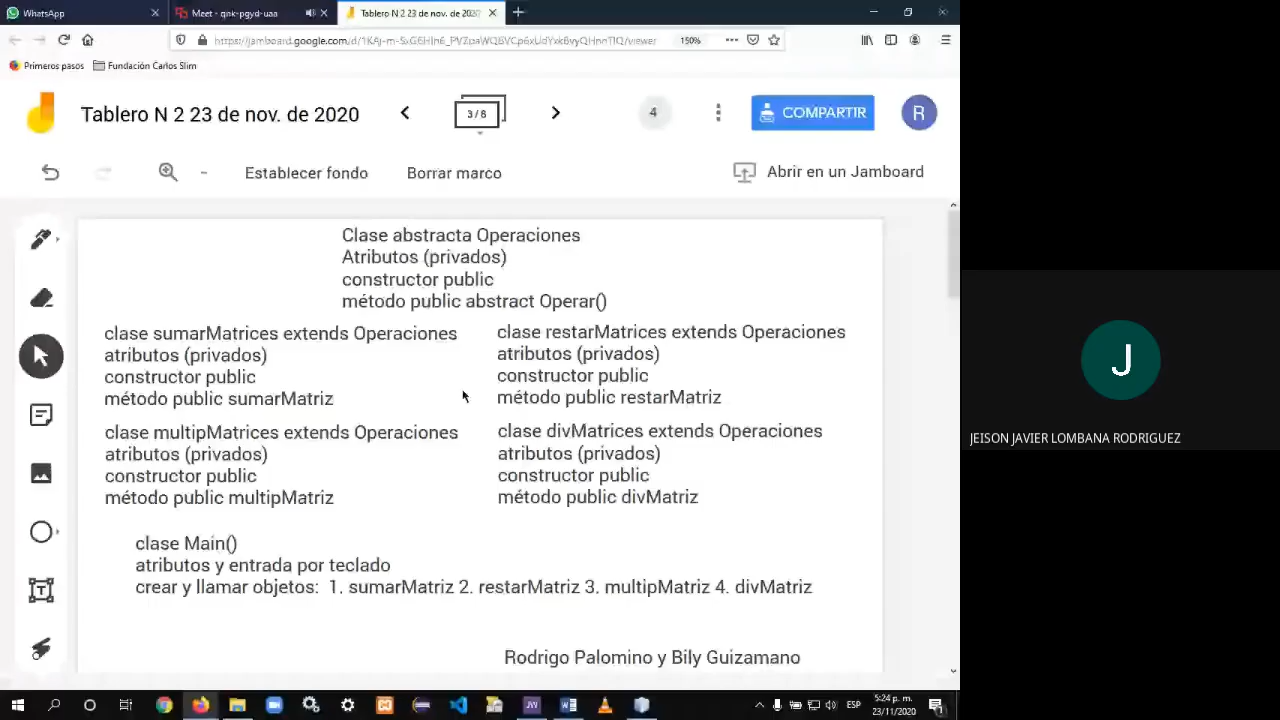 WhatsApp
Meet - qnk-pgyd-uaa
Tablero N 2 23 de nov. de 202
150%
Primeros pasos
Fundación Carlos Slim
Tablero N 2 23 de nov. de 2020
3 / 6
4
COMPARTIR
R
Establecer fondo
Borrar marco
Abrir en un Jamboard
Clase abstracta Operaciones
Atributos (privados)
constructor public
método public abstract Operar()
clase sumarMatrices extends Operaciones
atributos (privados)
constructor public
método public sumarMatriz
clase restarMatrices extends Operaciones
atributos (privados)
constructor public
método public restarMatriz
clase multipMatrices extends Operaciones
atributos (privados)
constructor public
método public multipMatriz
clase divMatrices extends Operaciones
atributos (privados)
constructor public
método public divMatriz
clase Main()
atributos y entrada por teclado
crear y llamar objetos: 1. sumarMatriz 2. restarMatriz 3. multipMatriz 4. divMatriz
Rodrigo Palomino y Bily Guizamano
J
JEISON JAVIER LOMBANA RODRIGUEZ
ESP
5:24 p. m.
23/11/2020